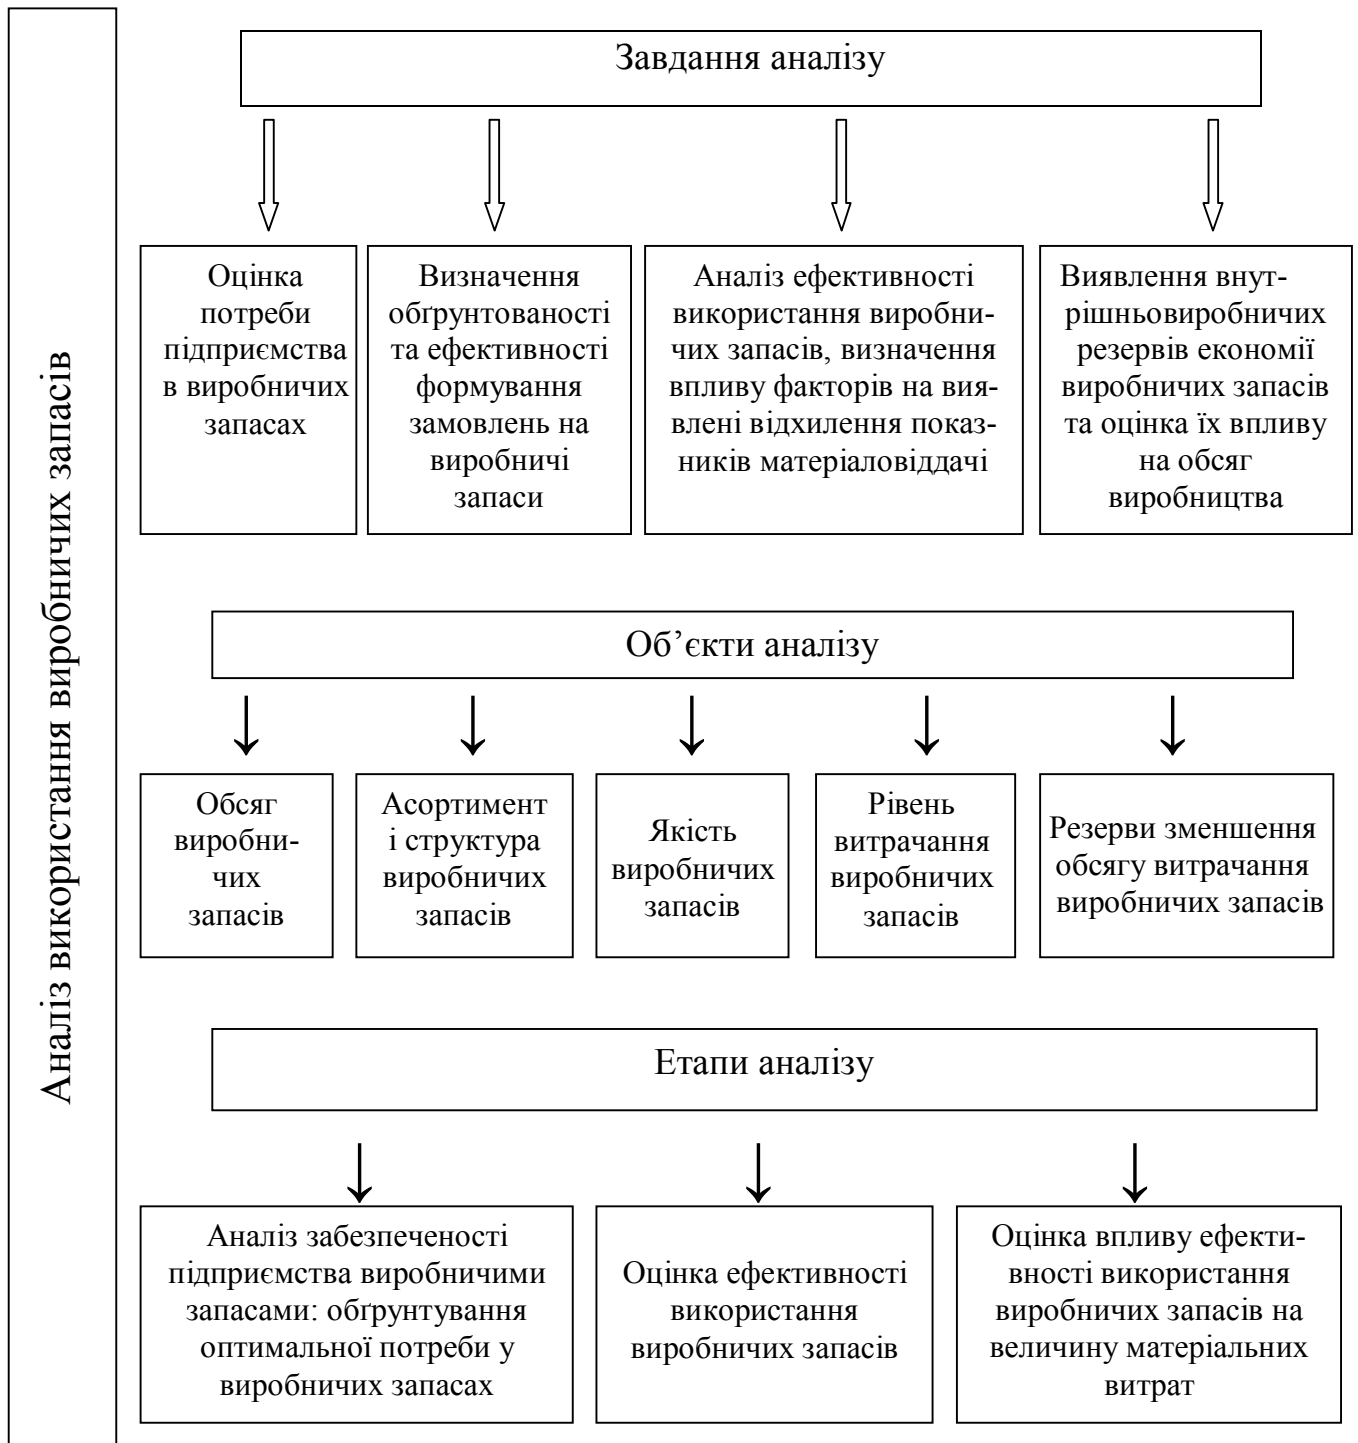 Аналіз використання виробничих запасів
Завдання аналізу
Оцінка
потреби
підприємства
в виробничих
запасах
Визначення
обґрунтованості
та ефективності
формування
замовлень на
виробничі
запаси
Аналіз ефективності
використання виробни-
чих запасів, визначення
впливу факторів на вия-
влені відхилення показ-
ників матеріаловіддачі
Виявлення внут-
рішньовиробничих
резервів економії
виробничих запасів
та оцінка їх впливу
на обсяг
виробництва
Об’єкти аналізу
Обсяг
виробни-
чих
запасів
Асортимент
і структура
виробничих
запасів
Якість
виробничих
запасів
Рівень
витрачання
виробничих
запасів
Резерви зменшення
обсягу витрачання
виробничих запасів
Етапи аналізу
Аналіз забезпеченості
підприємства виробничими
запасами: обґрунтування
оптимальної потреби у
виробничих запасах
Оцінка ефективності
використання
виробничих запасів
Оцінка впливу ефекти-
вності використання
виробничих запасів на
величину матеріальних
витрат